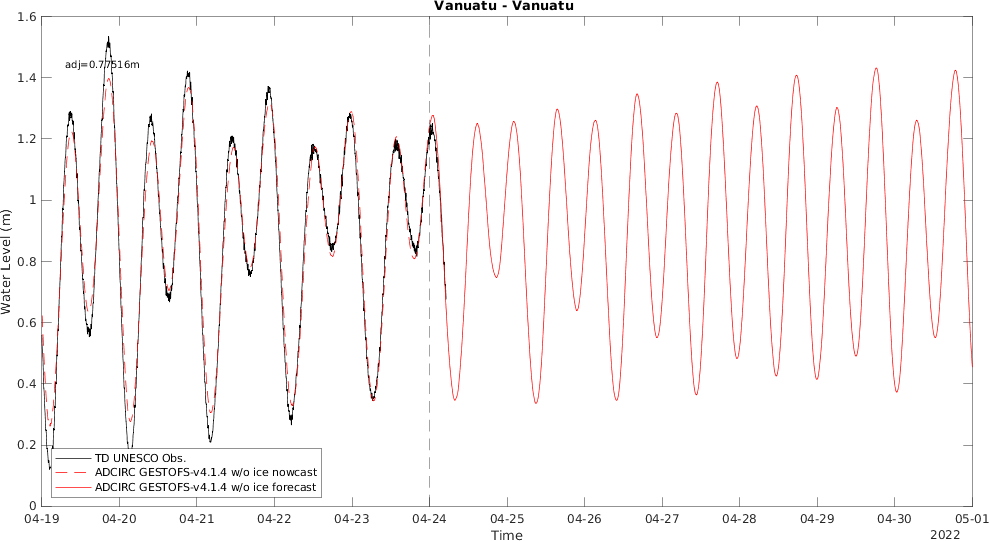 Vanuatu - Vanuatu
1.6
1.4
1.2
1
0.8
0.6
0.4
0.2
0
Water Level (m)
adj=0.77516m
TD UNESCO Obs.
ADCIRC GESTOFS-v4.1.4 w/o ice nowcast
ADCIRC GESTOFS-v4.1.4 w/o ice forecast
04-19 04-20 04-21 04-22 04-23 04-24 04-25 04-26 04-27 04-28 04-29 04-30 05-01
Time
2022